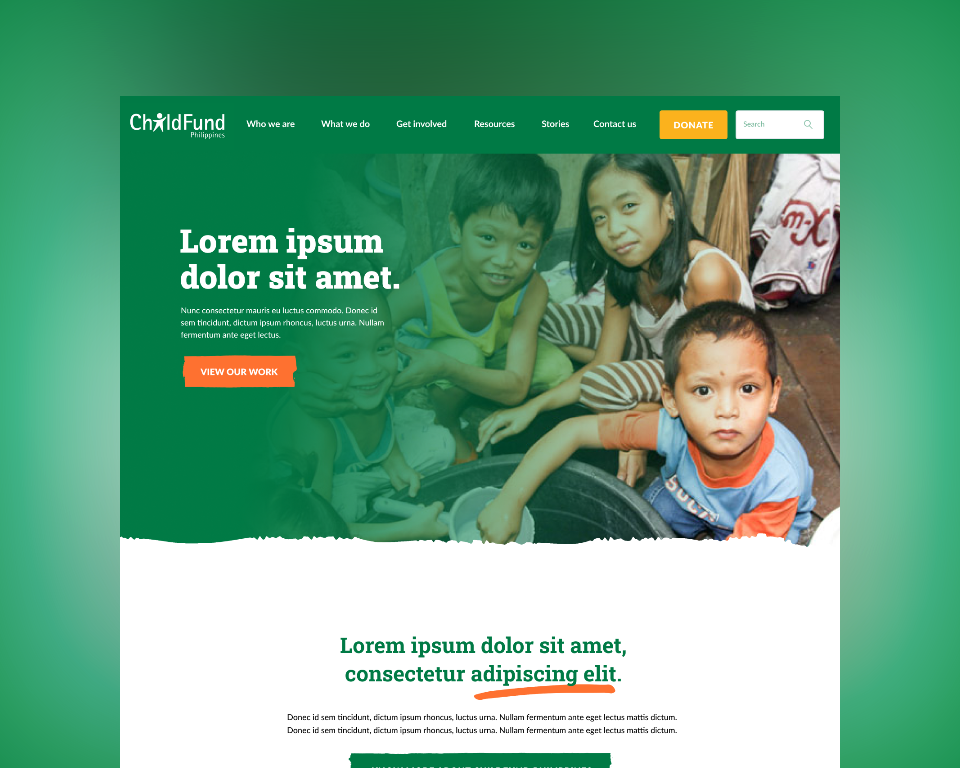 ChildFund
Philippines
Who we are
What we do
Get involved
Resources
Stories
Contact us
DONATE
Search
Lorem ipsum
dolor sit amet.
Nunc consectetur mauris eu luctus commodo. Donec id
sem tincidunt, dictum ipsum rhoncus, luctus urna. Nullam
fermentum ante eget lectus.
VIEW OUR WORK
Lorem ipsum dolor sit amet,
consectetur adipiscing elit.
Donec id sem tincidunt, dictum ipsum rhoncus, luctus urna. Nullam fermentum ante eget lectus mattis dictum.
Donec id sem tincidunt, dictum ipsum rhoncus, luctus urna. Nullam fermentum ante eget lectus mattis dictum.